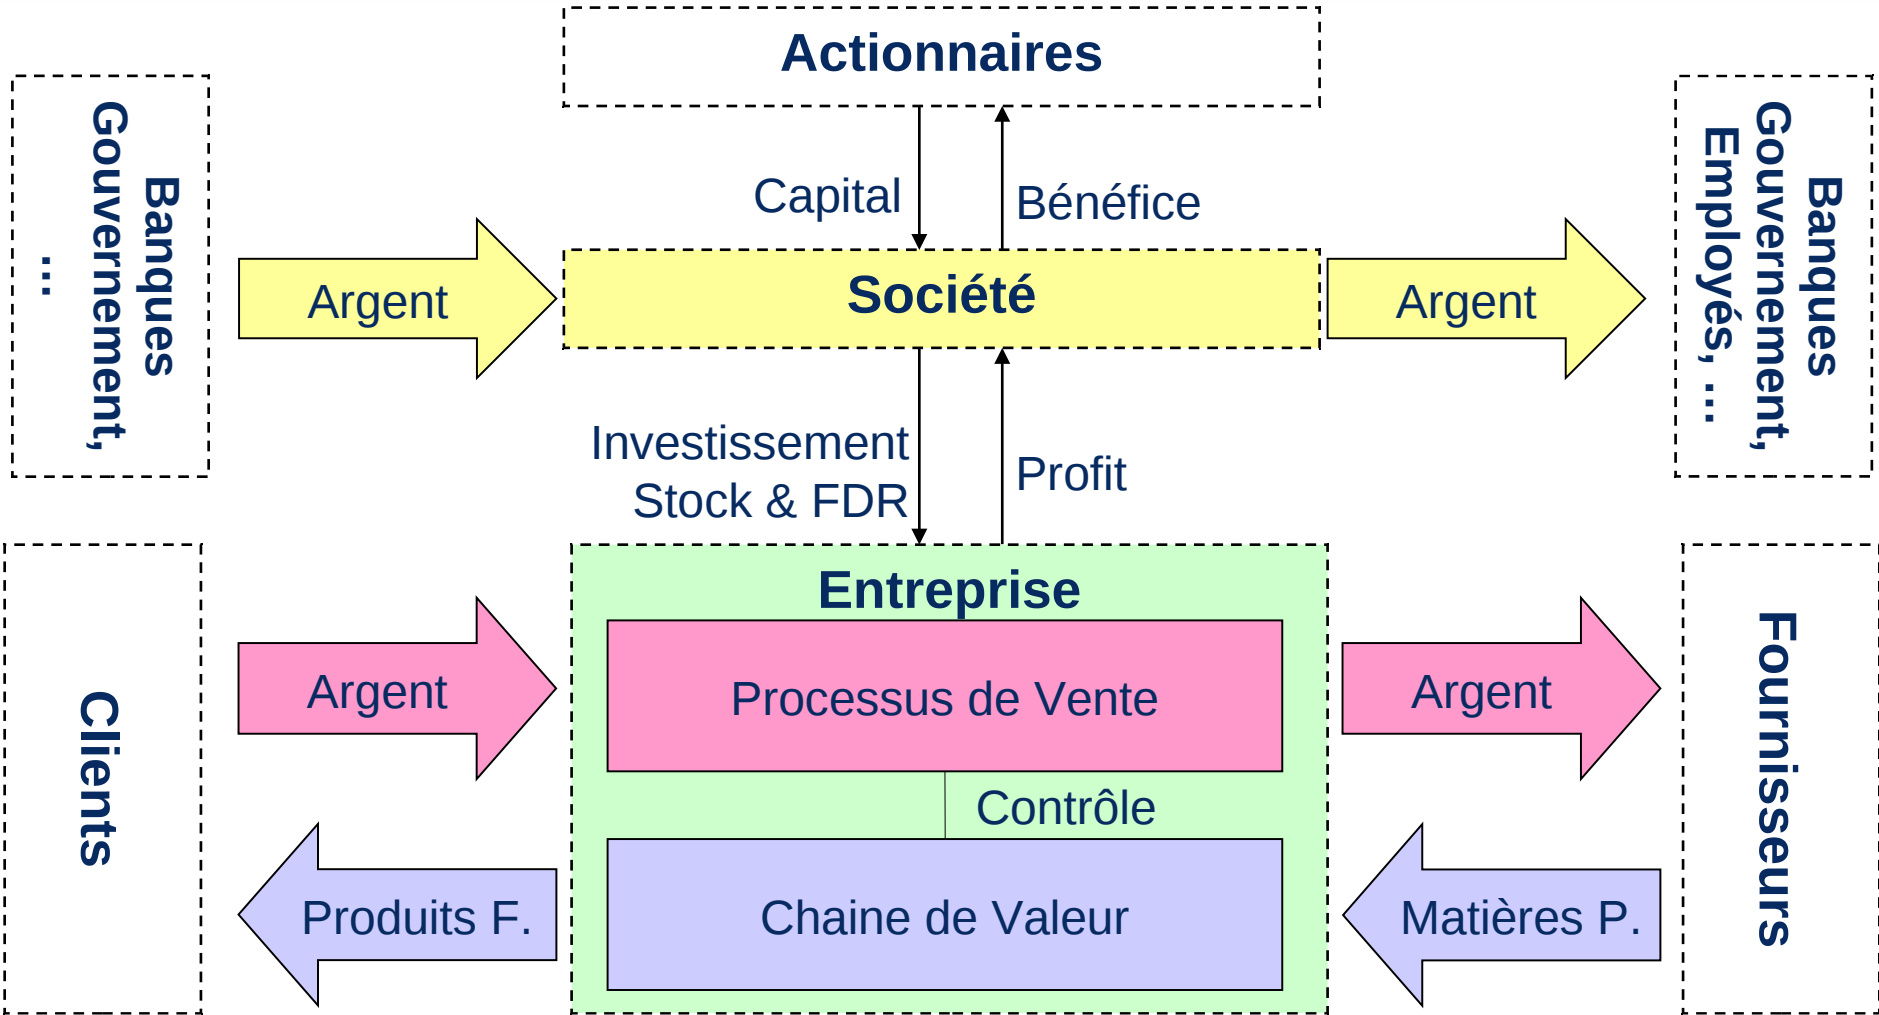 Actionnaires
Banques
Gouvernement,
...
Capital
Bénéfice
Banques
Gouvernement,
Employés, ...
Argent
Société
Argent
Investissement
Stock & FDR
Profit
Clients
Entreprise
Argent
Processus de Vente
Argent
Fournisseurs
Contrôle
Produits F.
Chaine de Valeur
Matières P.